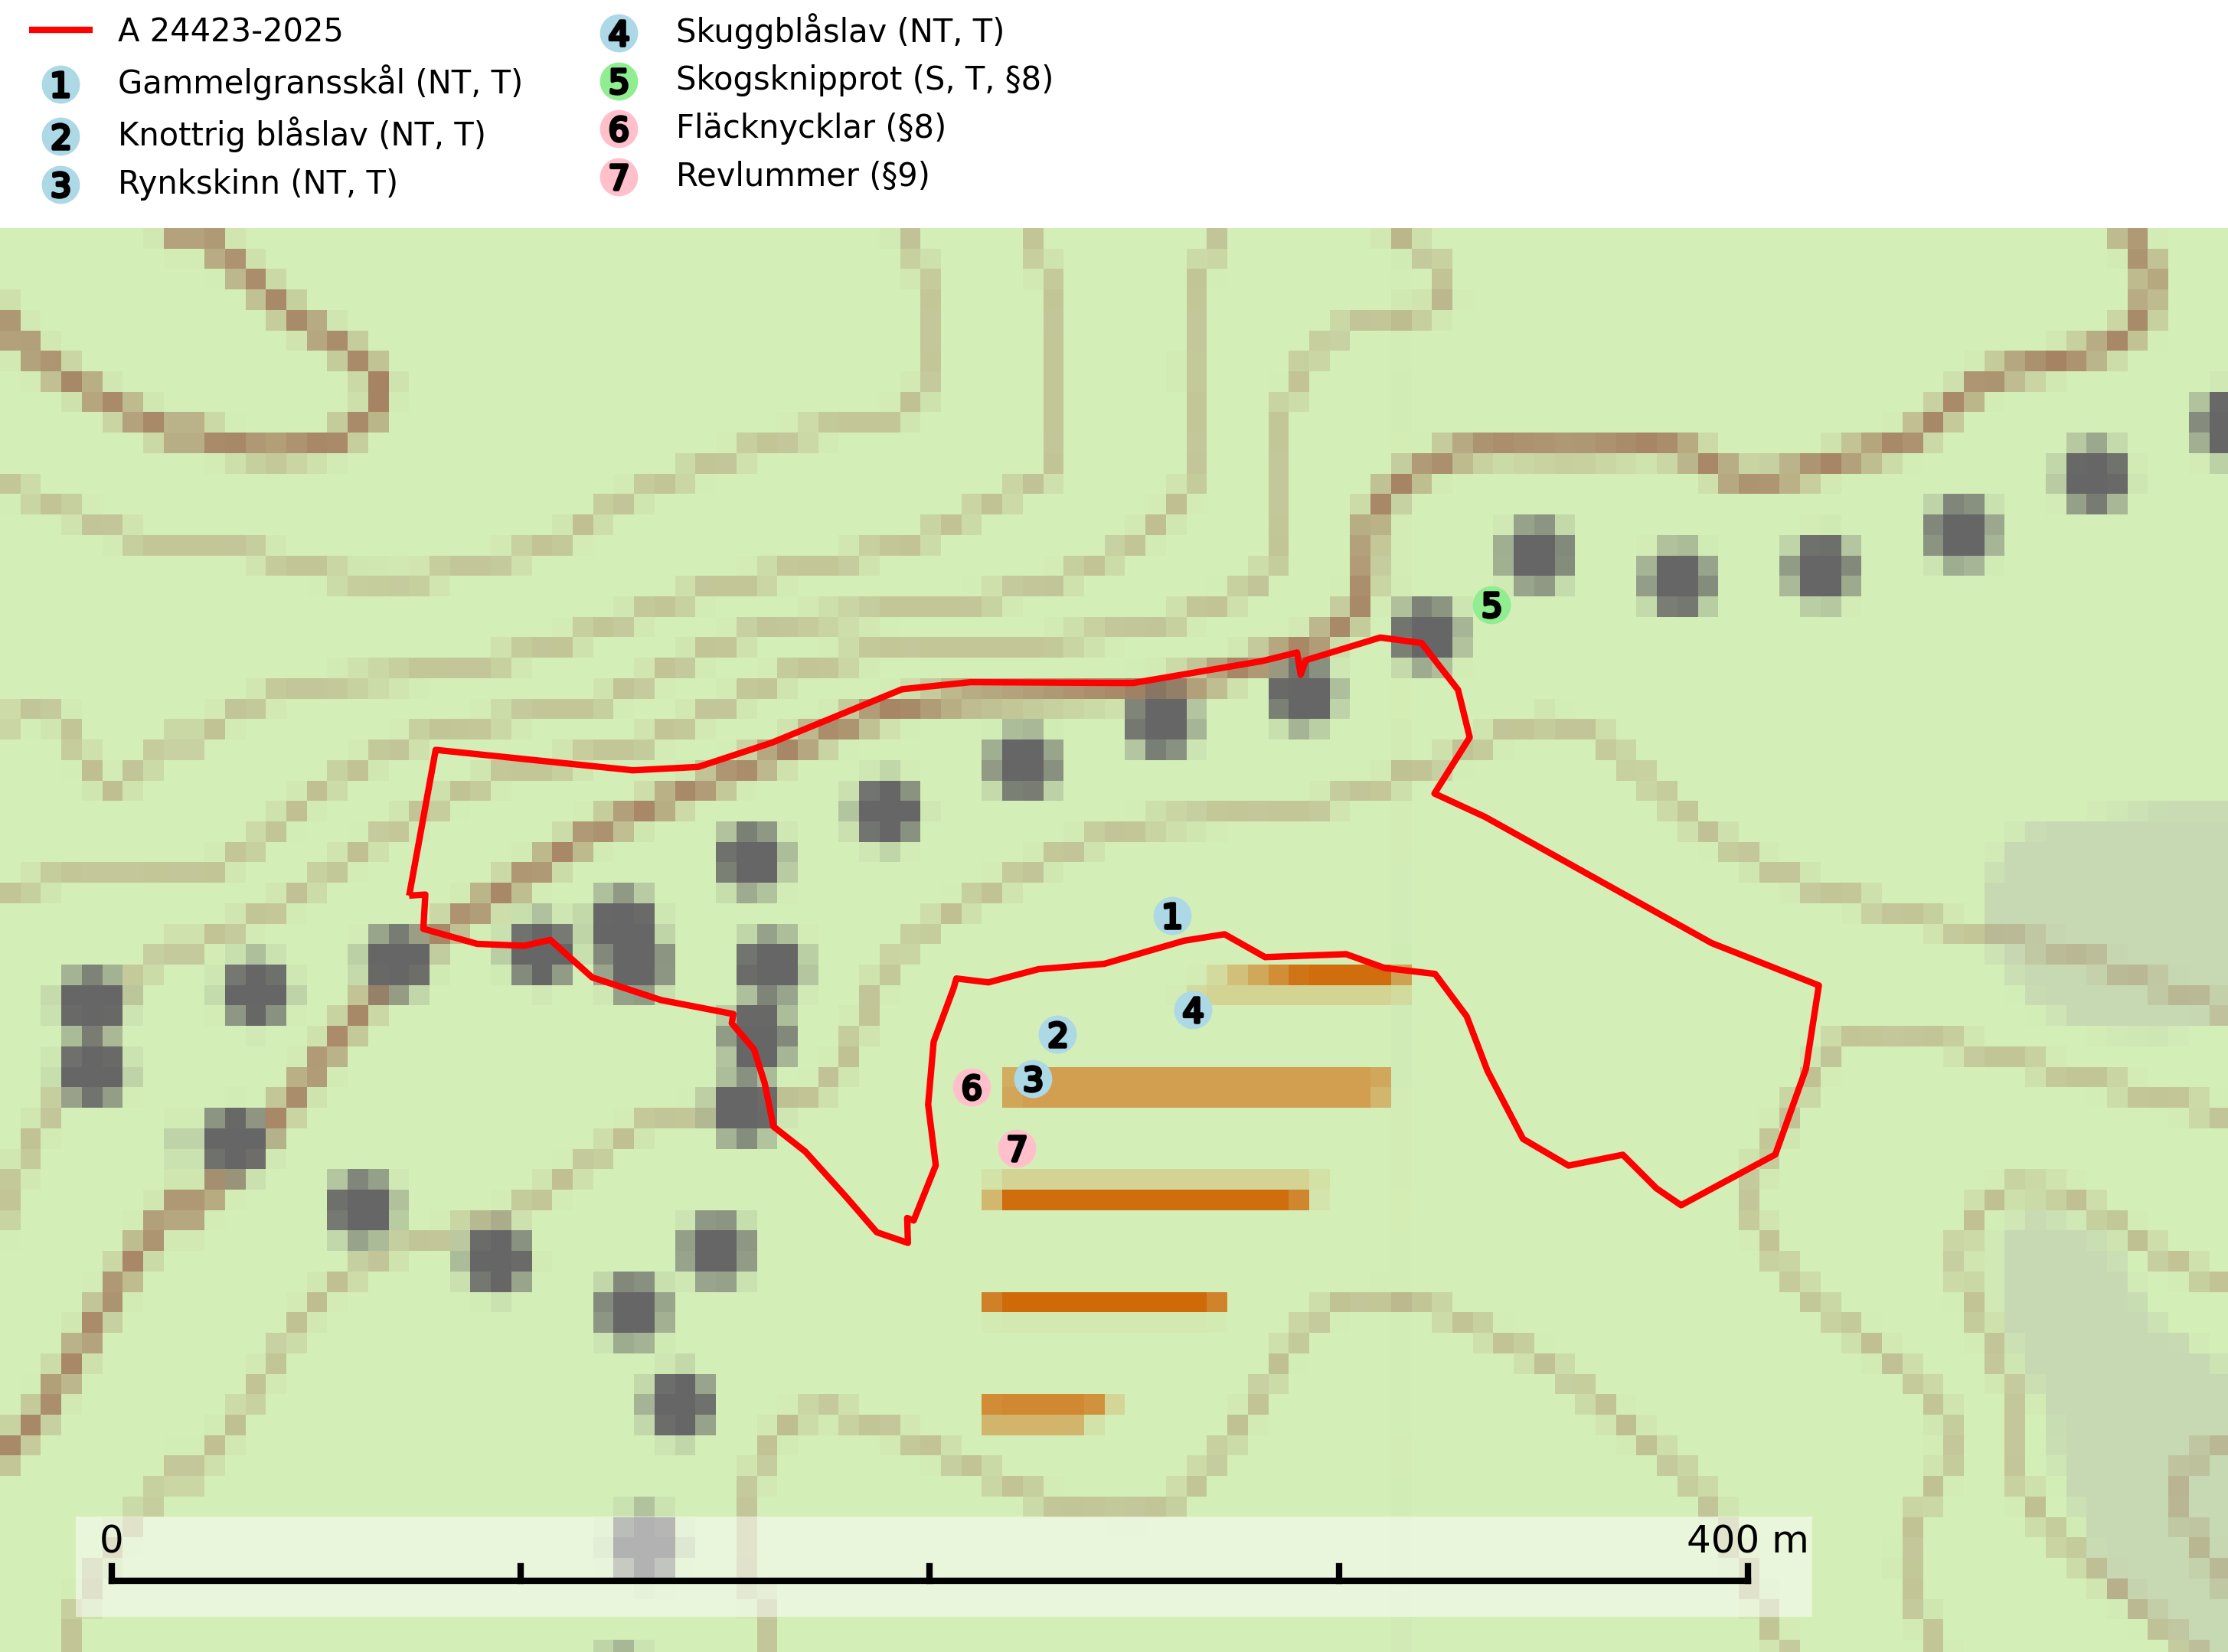 A 24423-2025
1 Gammelgransskål (NT, T)
2 Knottrig blåslav (NT, T)
3 Rynkskinn (NT, T)
4 Skuggblåslav (NT, T)
5 Skogsknipprot (S, T, §8)
6 Fläcknycklar (§8)
7 Revlummer (§9)
5
1
4
2
3
6
7
0 400 m